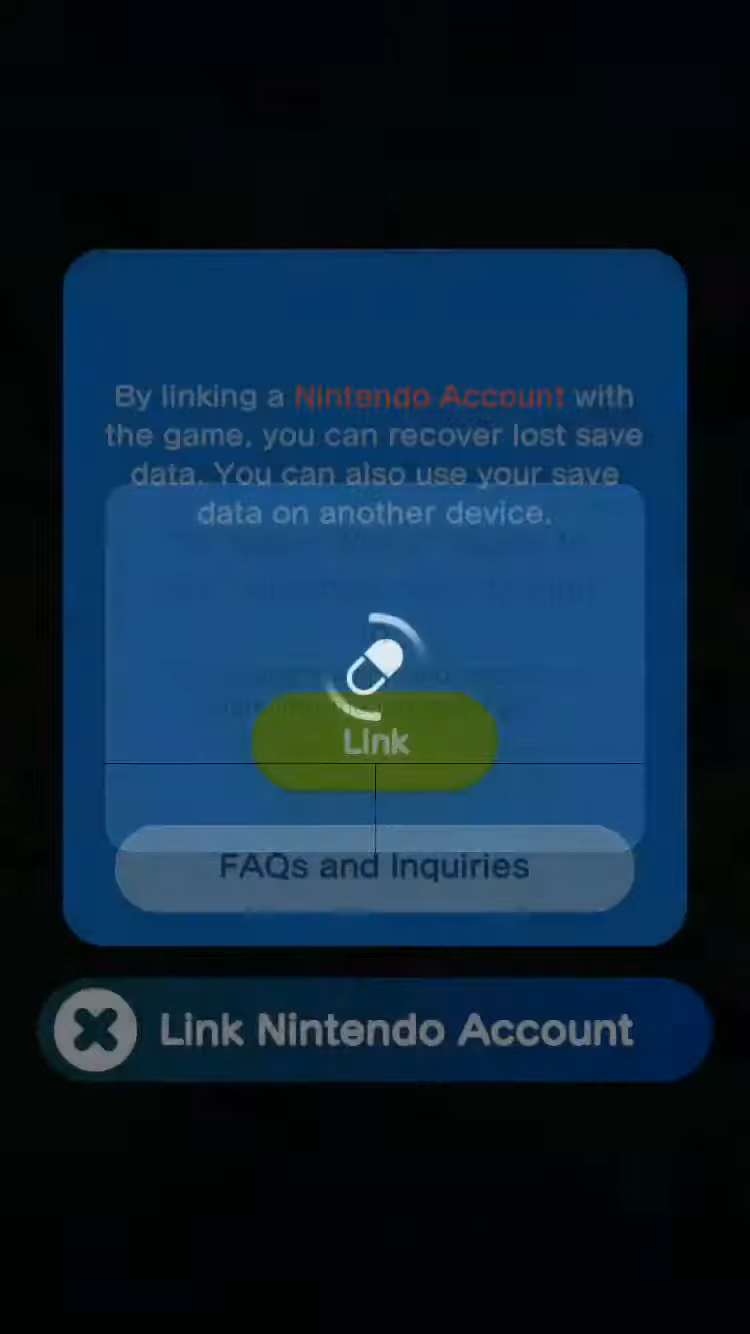 By linking a Nintendo Account with
the game, you can recover lost save
data. You can also use your save
data on another device.
Link
FAQs and Inquiries
Link Nintendo Account